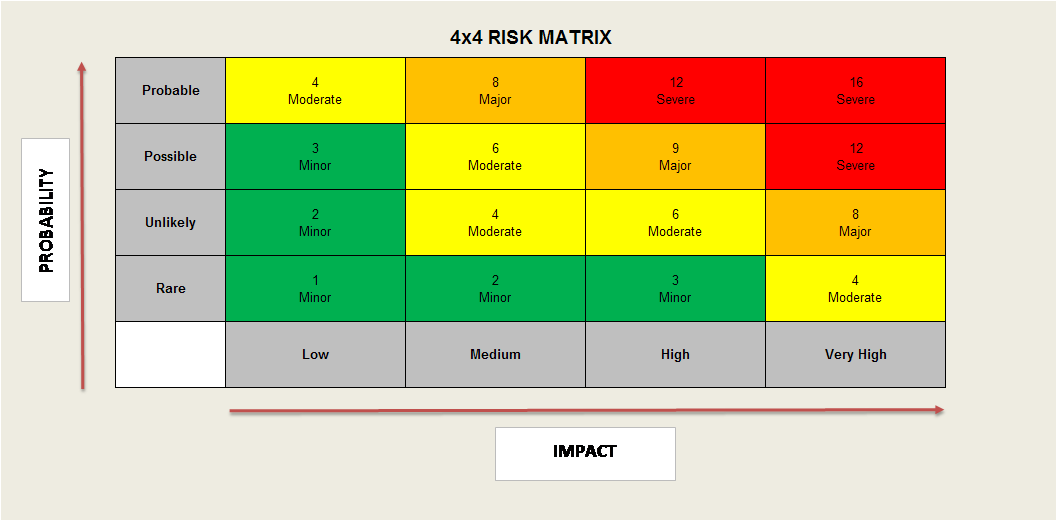 4x4 RISK MATRIX
Probable
4
Moderate
8
Major
12
Severe
16
Severe
Possible
3
Minor
6
Moderate
9
Major
12
Severe
Unlikely
2
Minor
4
Moderate
6
Moderate
8
Major
Rare
1
Minor
2
Minor
3
Minor
4
Moderate
Low
Medium
High
Very High
PROBABILITY
IMPACT